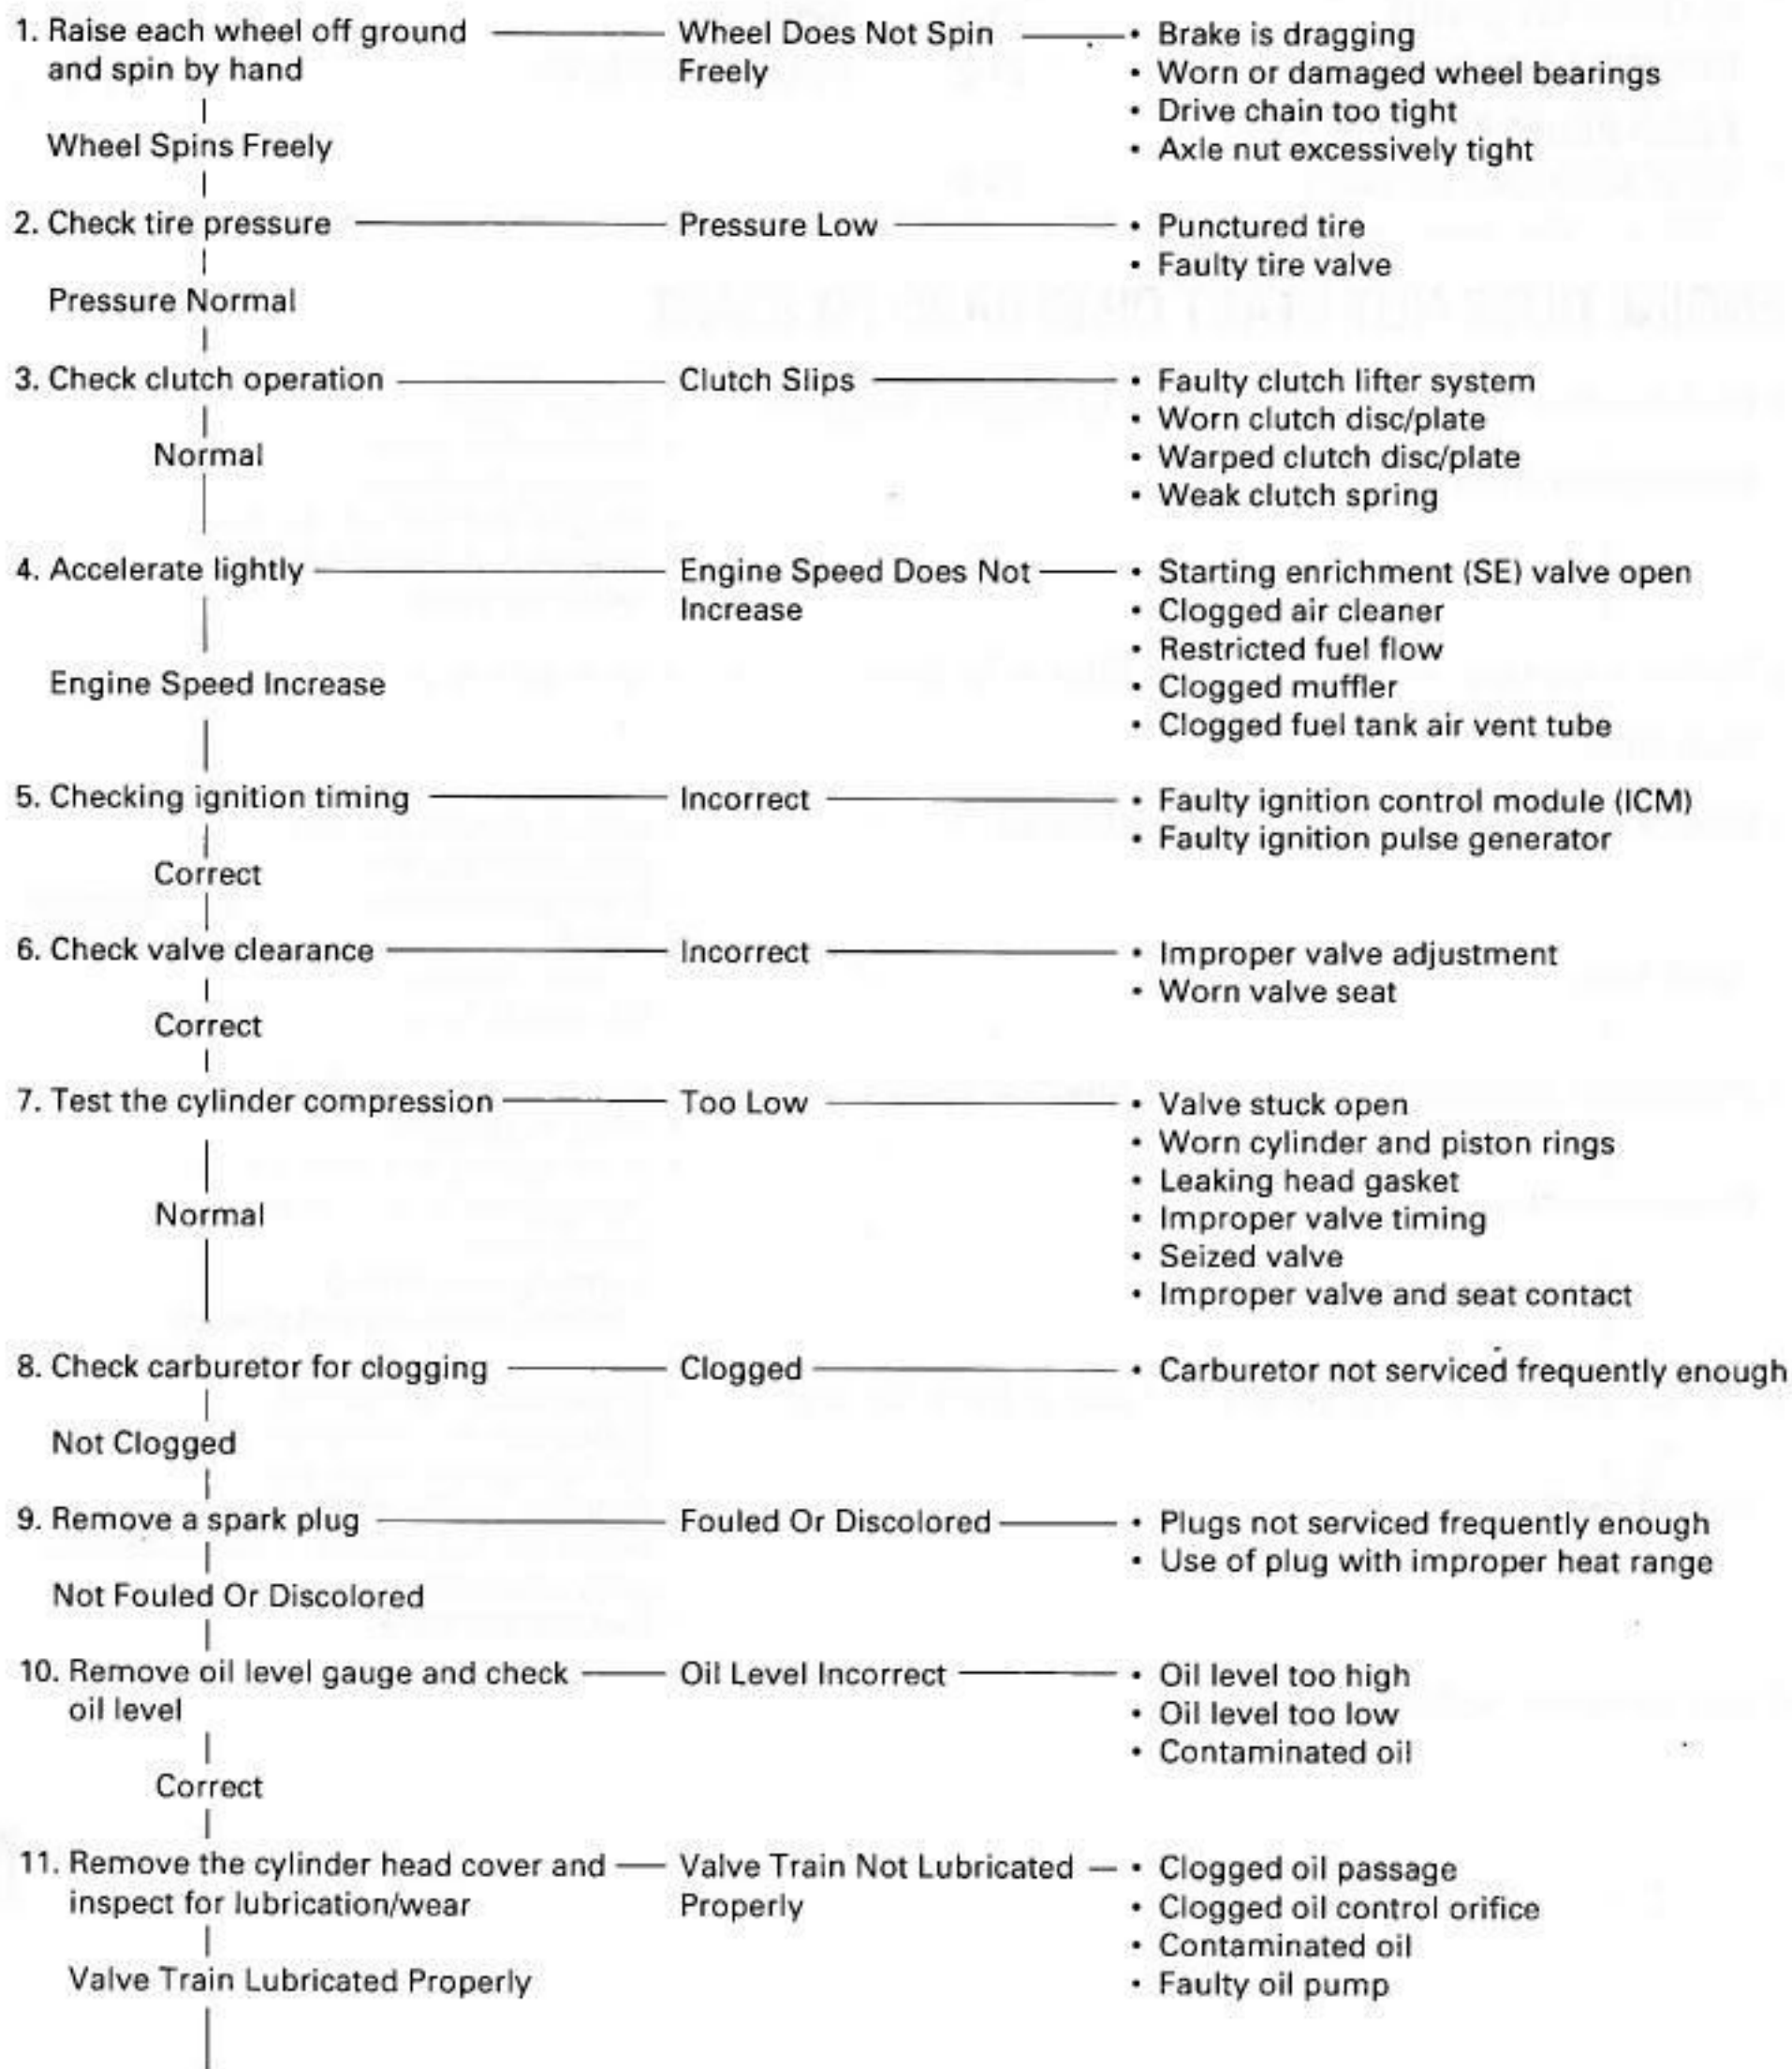 1. Raise each wheel off ground and spin by hand
Wheel Does Not Spin Freely
• Brake is dragging
• Worn or damaged wheel bearings
• Drive chain too tight
• Axle nut excessively tight
Wheel Spins Freely
2. Check tire pressure
Pressure Low
• Punctured tire
• Faulty tire valve
Pressure Normal
3. Check clutch operation
Clutch Slips
• Faulty clutch lifter system
• Worn clutch disc/plate
• Warped clutch disc/plate
• Weak clutch spring
Normal
4. Accelerate lightly
Engine Speed Does Not Increase
• Starting enrichment (SE) valve open
• Clogged air cleaner
• Restricted fuel flow
• Clogged muffler
• Clogged fuel tank air vent tube
Engine Speed Increase
5. Checking ignition timing
Incorrect
• Faulty ignition control module (ICM)
• Faulty ignition pulse generator
Correct
6. Check valve clearance
Incorrect
• Improper valve adjustment
• Worn valve seat
Correct
7. Test the cylinder compression
Too Low
• Valve stuck open
• Worn cylinder and piston rings
• Leaking head gasket
• Improper valve timing
• Seized valve
• Improper valve and seat contact
Normal
8. Check carburetor for clogging
Clogged
• Carburetor not serviced frequently enough
Not Clogged
9. Remove a spark plug
Fouled Or Discolored
• Plugs not serviced frequently enough
• Use of plug with improper heat range
Not Fouled Or Discolored
10. Remove oil level gauge and check oil level
Oil Level Incorrect
• Oil level too high
• Oil level too low
• Contaminated oil
Correct
11. Remove the cylinder head cover and inspect for lubrication/wear
Valve Train Not Lubricated Properly
• Clogged oil passage
• Clogged oil control orifice
• Contaminated oil
• Faulty oil pump
Valve Train Lubricated Properly